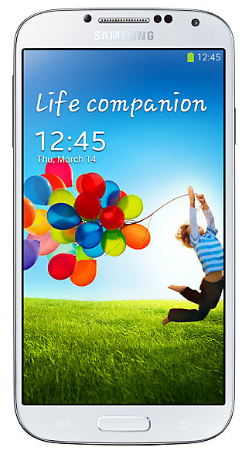 SAMSUNG
12:45
Life companion
12:45
Thu, March 14